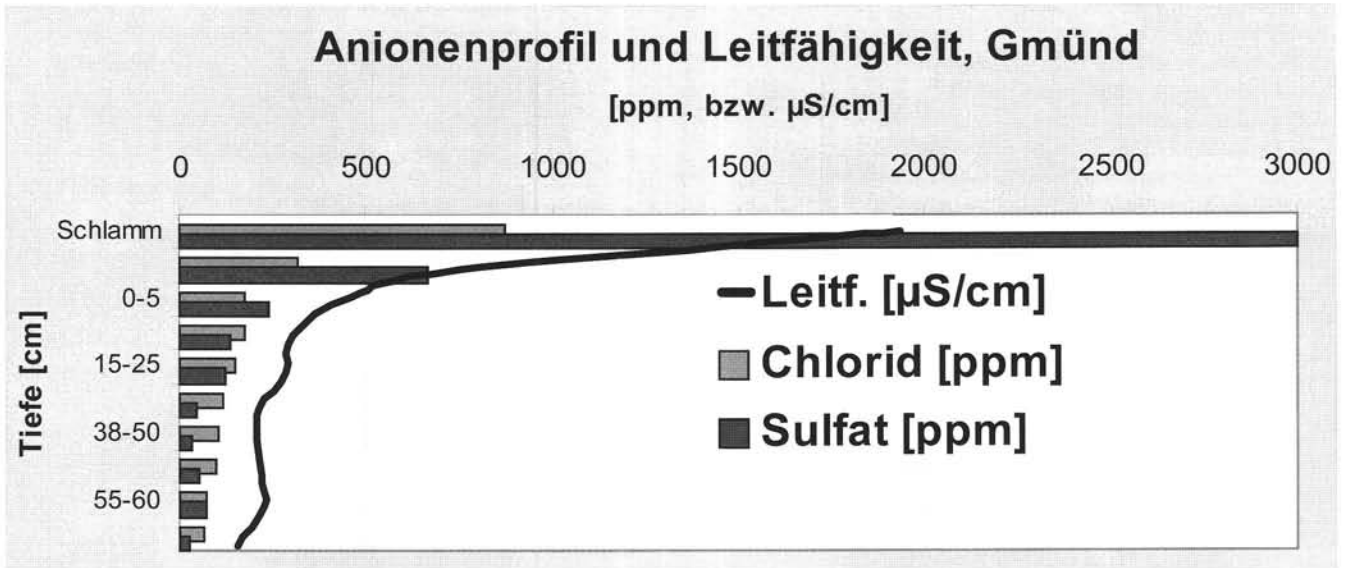 Anionenprofil und Leitfähigkeit, Gmünd
[ppm, bzw. µS/cm]
0 500 1000 1500 2000 2500 3000
Tiefe [cm]
Schlamm
0-5
15-25
38-50
55-60
Leitf. [µS/cm]
Chlorid [ppm]
Sulfat [ppm]